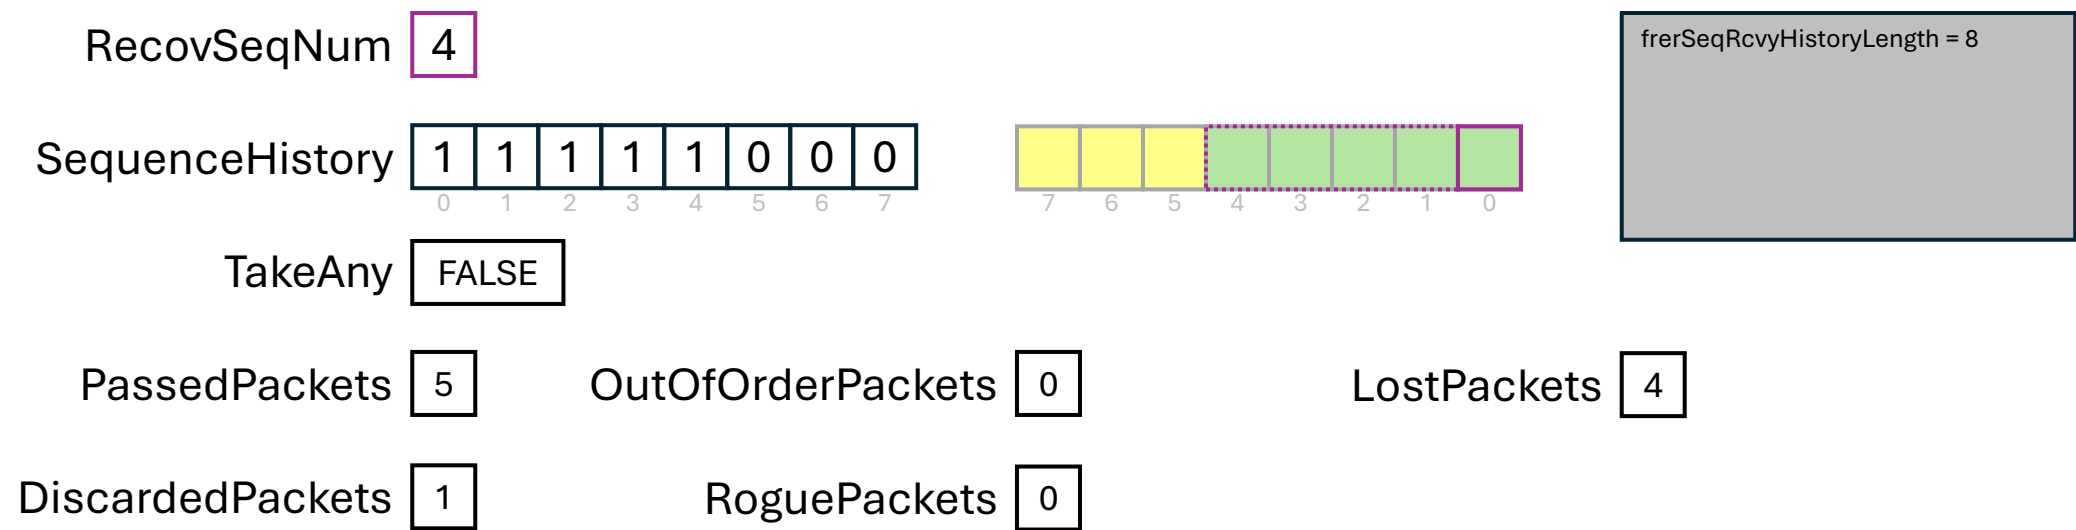 RecovSeqNum 4
frerSeqRcvyHistoryLength = 8
SequenceHistory 1 1 1 1 1 0 0 0
0 1 2 3 4 5 6 7
7 6 5 4 3 2 1 0
TakeAny FALSE
PassedPackets 5
OutOfOrderPackets 0
LostPackets 4
DiscardedPackets 1
RoguePackets 0